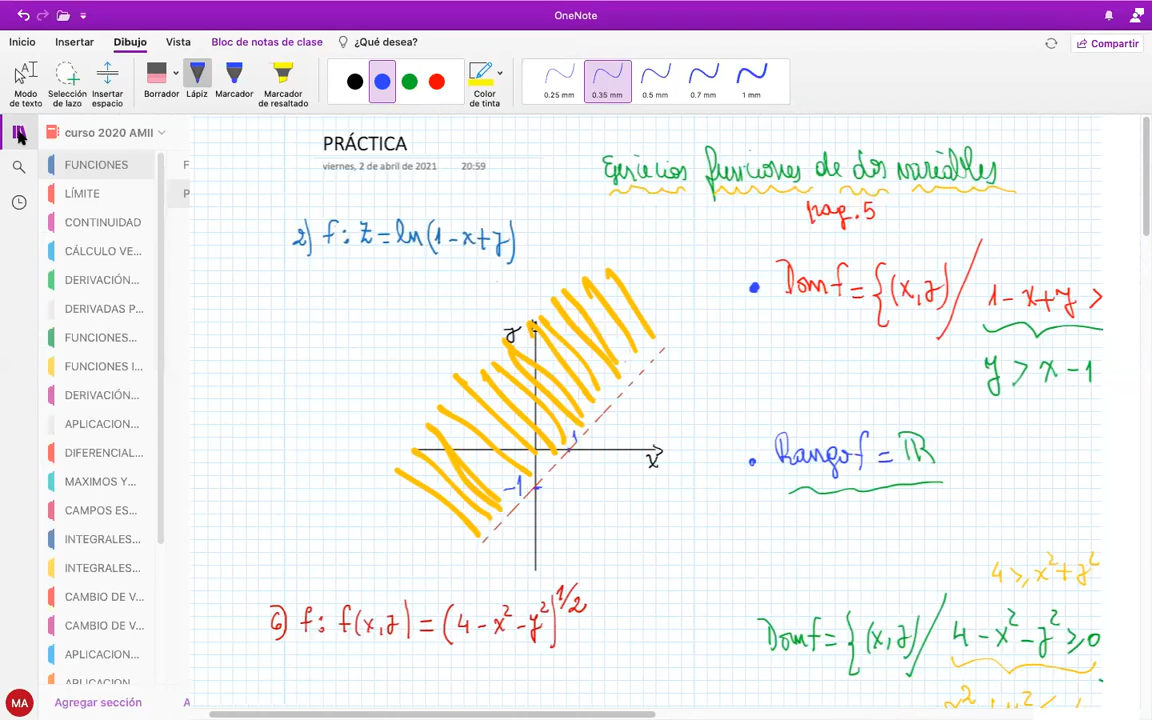 OneNote
Inicio Insertar Dibujo Vista Bloc de notas de clase ¿Qué desea? Compartir
Modo de texto Selección de lazo Insertar espacio Borrador Lápiz Marcador Marcador de resaltado Color de tinta 0.25 mm 0.35 mm 0.5 mm 0.7 mm 1 mm
curso 2020 AMII
FUNCIONES
LÍMITE
CONTINUIDAD
CÁLCULO VE...
DERIVACIÓN...
DERIVADAS P...
FUNCIONES...
FUNCIONES I...
DERIVACIÓN...
APLICACION...
DIFERENCIAL...
MAXIMOS Y...
CAMPOS ES...
INTEGRALES...
INTEGRALES...
CAMBIO DE V...
CAMBIO DE V...
APLICACION...
APLICACION
MA Agregar sección A
F
P
PRÁCTICA
viernes, 2 de abril de 2021 20:59
Ejercicios funciones de dos variables
pag. 5
2) f: z = ln(1-x+y)
• Dom f = {(x,y) / 1-x+y >
y > x-1
y
x
1
-1
• Rango f = ℝ
6) f: f(x,y) = (4-x²-y²)^1/2
4 ≥ x²+y²
Dom f = {(x,y) / 4-x²-y² ≥ 0